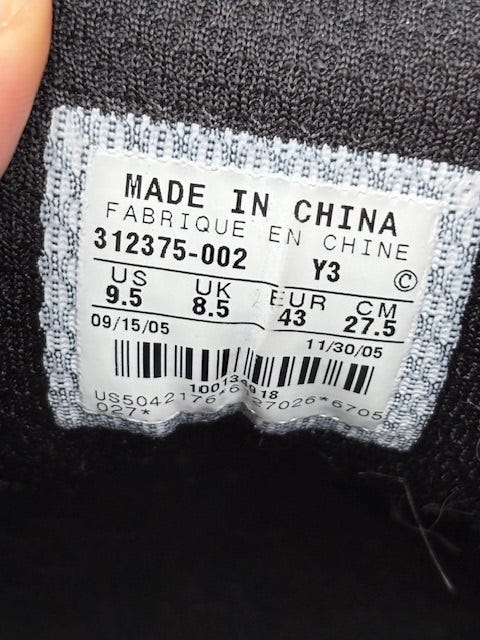 MADE IN CHINA
FABRIQUE EN CHINE
312375-002 Y3 ©
US UK EUR CM
9.5 8.5 43 27.5
09/15/05 11/30/05
027*